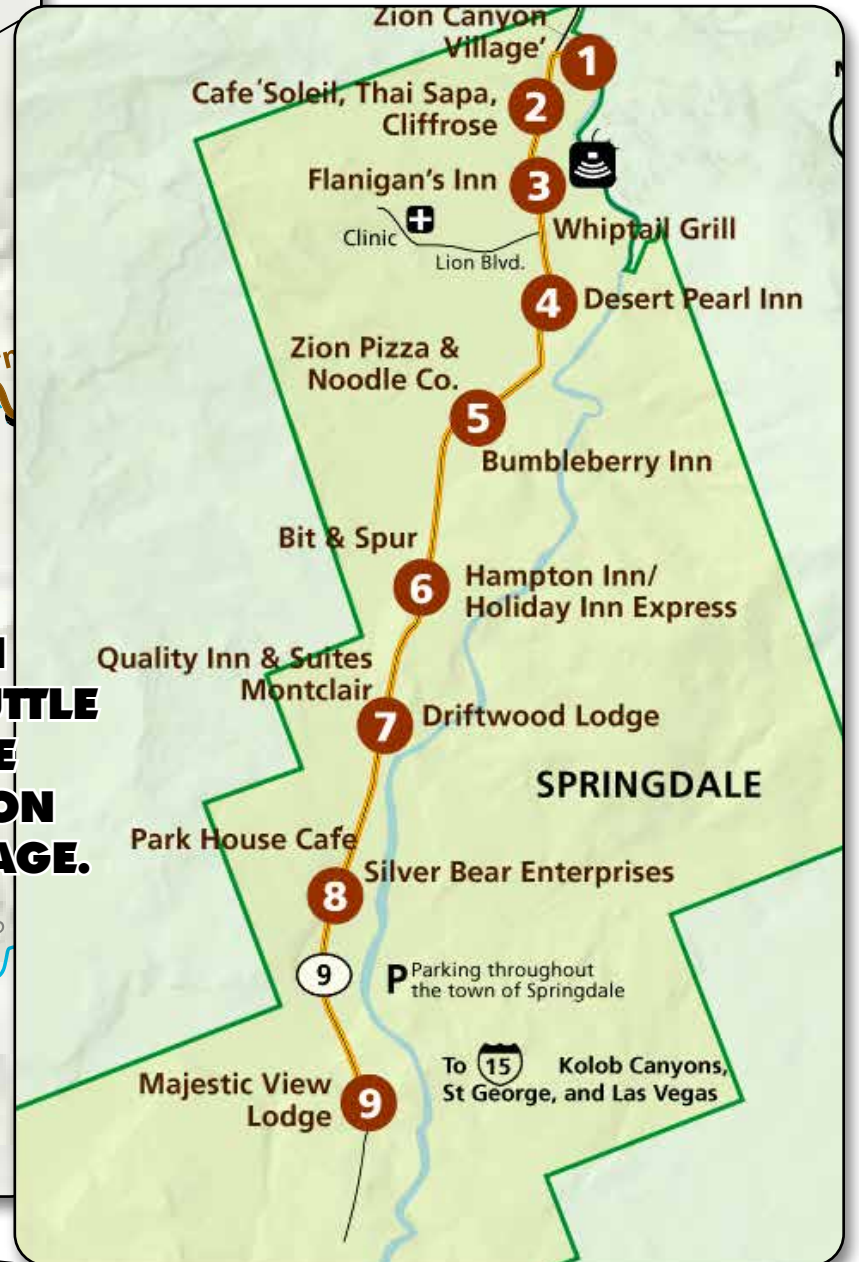 Zion Canyon
Village'
1
Cafe'Soleil, Thai Sapa,
Cliffrose
2
Flanigan's Inn
3
Clinic
Lion Blvd.
Whiptail Grill
4
Desert Pearl Inn
Zion Pizza &
Noodle Co.
5
Bumbleberry Inn
Bit & Spur
6
Hampton Inn/
Holiday Inn Express
Quality Inn & Suites
Montclair
7
Driftwood Lodge
SPRINGDALE
Park House Cafe
8
Silver Bear Enterprises
9
P Parking throughout
the town of Springdale
To 15 Kolob Canyons,
St George, and Las Vegas
Majestic View
Lodge
9